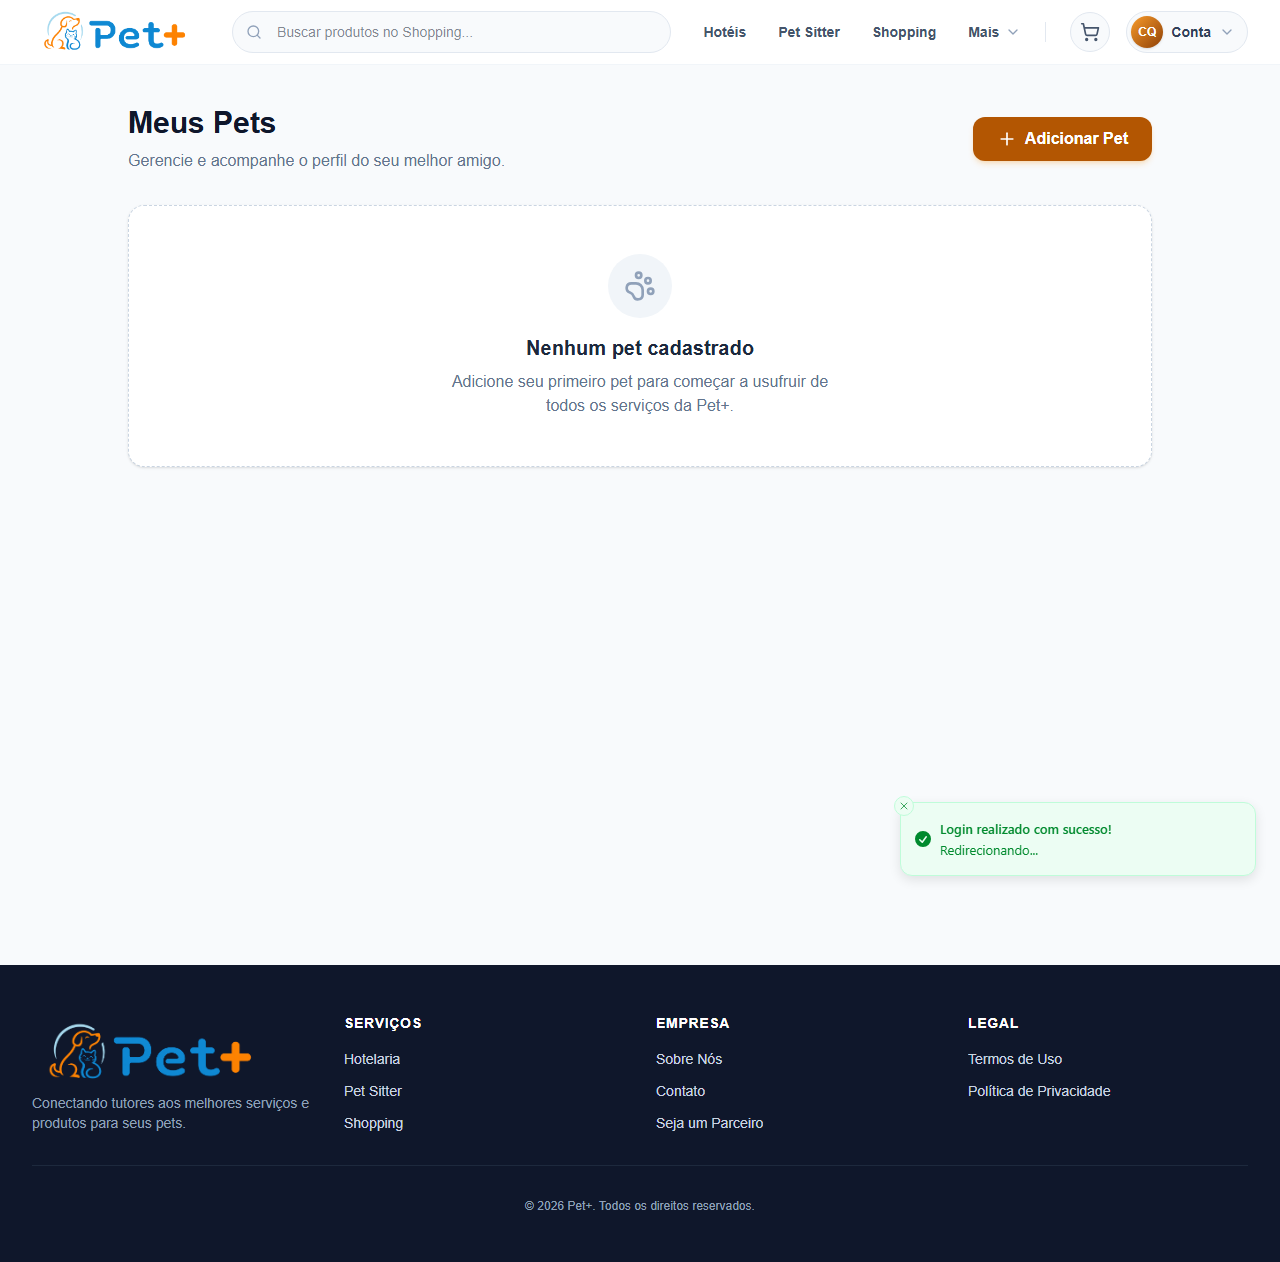 Pet+
Buscar produtos no Shopping...
Hotéis
Pet Sitter
Shopping
Mais
CQ
Conta
Meus Pets
Gerencie e acompanhe o perfil do seu melhor amigo.
Adicionar Pet
Nenhum pet cadastrado
Adicione seu primeiro pet para começar a usufruir de
todos os serviços da Pet+.
Login realizado com sucesso!
Redirecionando...
Pet+
Conectando tutores aos melhores serviços e
produtos para seus pets.
SERVIÇOS
Hotelaria
Pet Sitter
Shopping
EMPRESA
Sobre Nós
Contato
Seja um Parceiro
LEGAL
Termos de Uso
Política de Privacidade
© 2026 Pet+. Todos os direitos reservados.